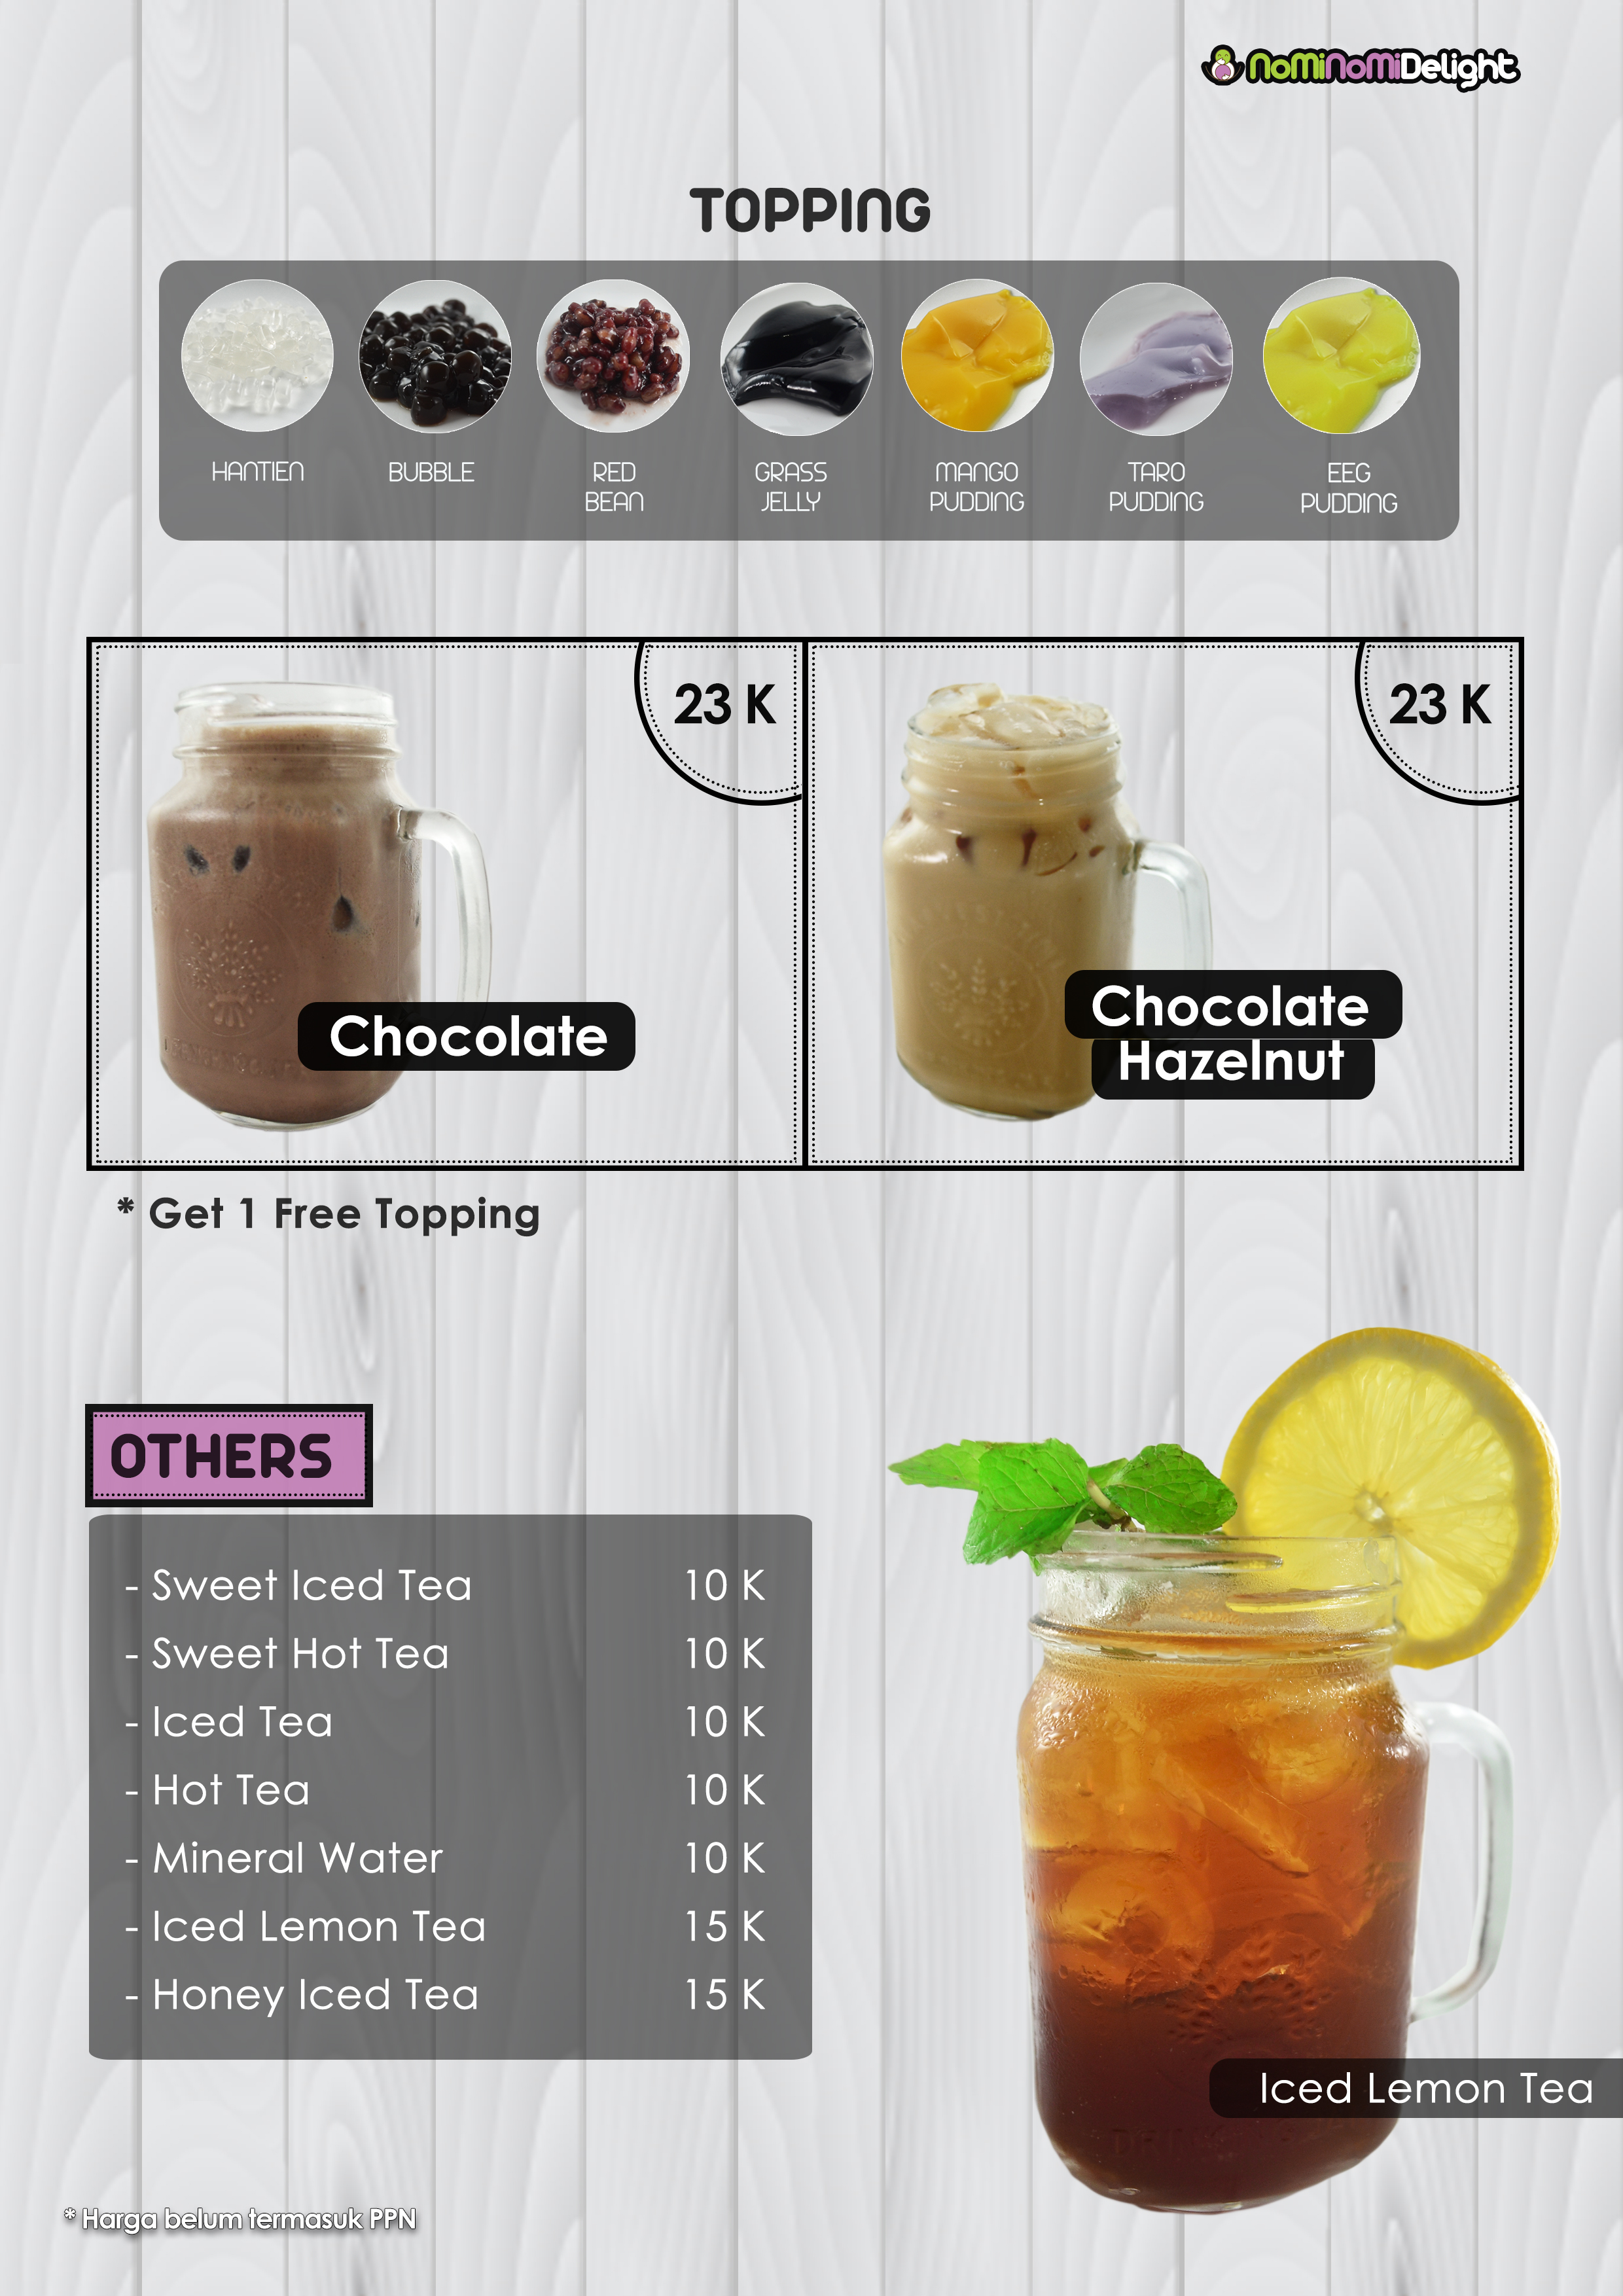 NomiNomiDelight
TOPPING
HANTIEN
BUBBLE
RED
BEAN
GRASS
JELLY
MANGO
PUDDING
TARO
PUDDING
EEG
PUDDING
23 K
Chocolate
23 K
Chocolate
Hazelnut
* Get 1 Free Topping
OTHERS
- Sweet Iced Tea 10 K
- Sweet Hot Tea 10 K
- Iced Tea 10 K
- Hot Tea 10 K
- Mineral Water 10 K
- Iced Lemon Tea 15 K
- Honey Iced Tea 15 K
Iced Lemon Tea
* Harga belum termasuk PPN